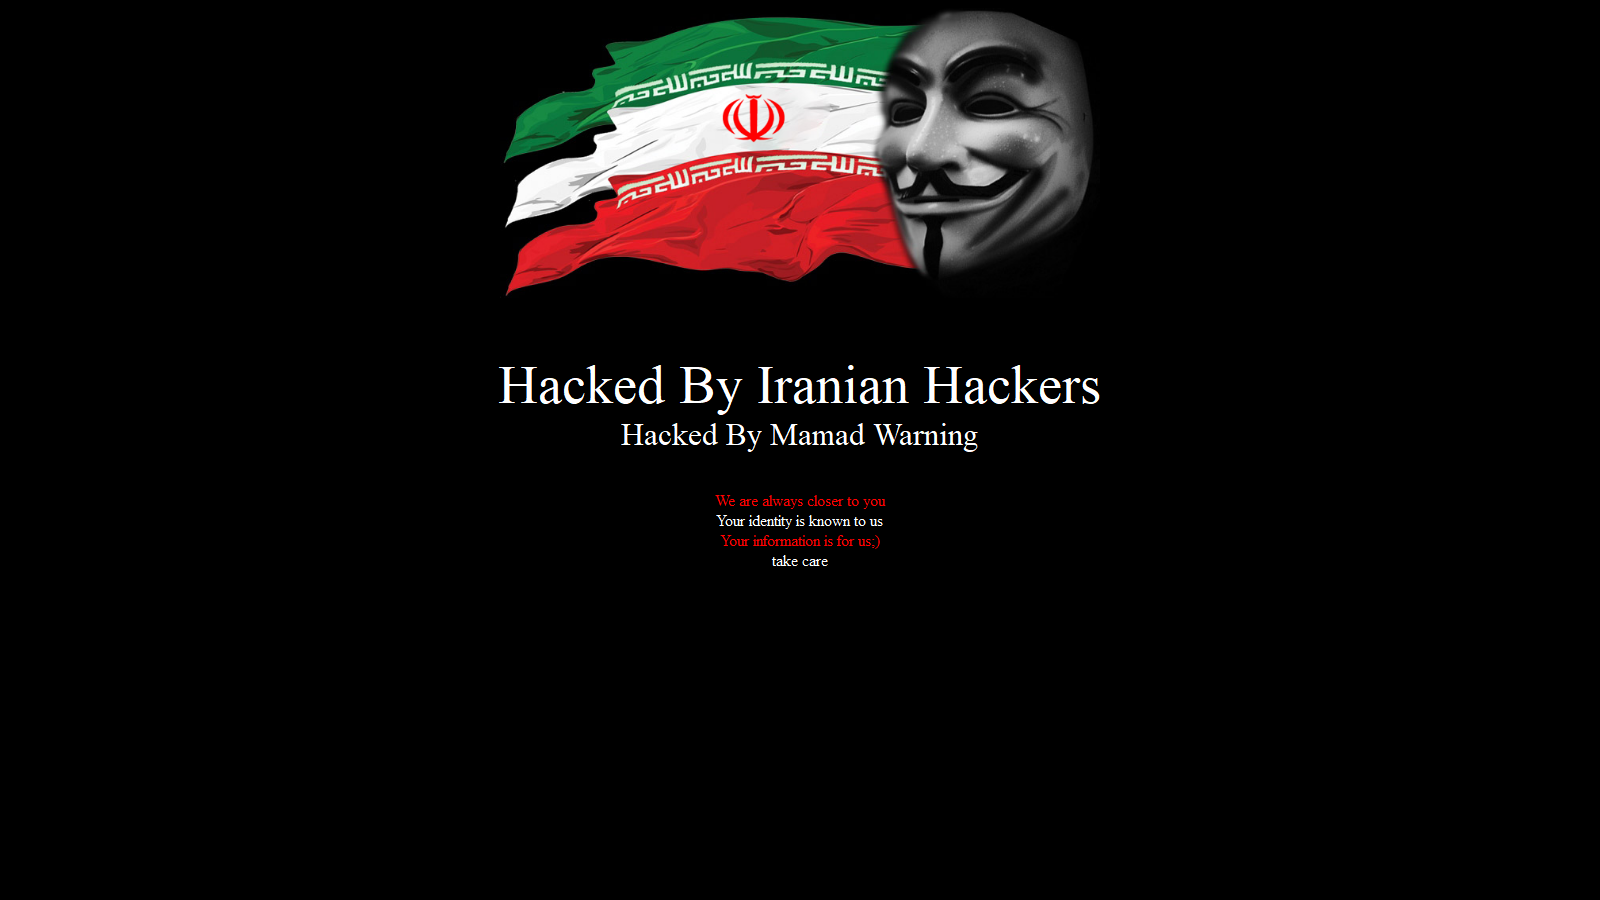 Hacked By Iranian Hackers
Hacked By Mamad Warning
We are always closer to you
Your identity is known to us
Your information is for us;)
take care